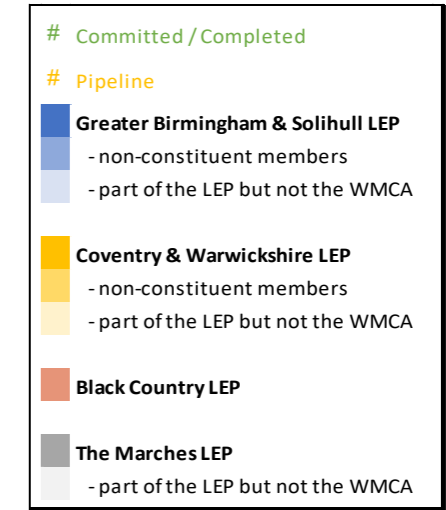 # Committed / Completed
# Pipeline
Greater Birmingham & Solihull LEP
- non-constituent members
- part of the LEP but not the WMCA
Coventry & Warwickshire LEP
- non-constituent members
- part of the LEP but not the WMCA
Black Country LEP
The Marches LEP
- part of the LEP but not the WMCA